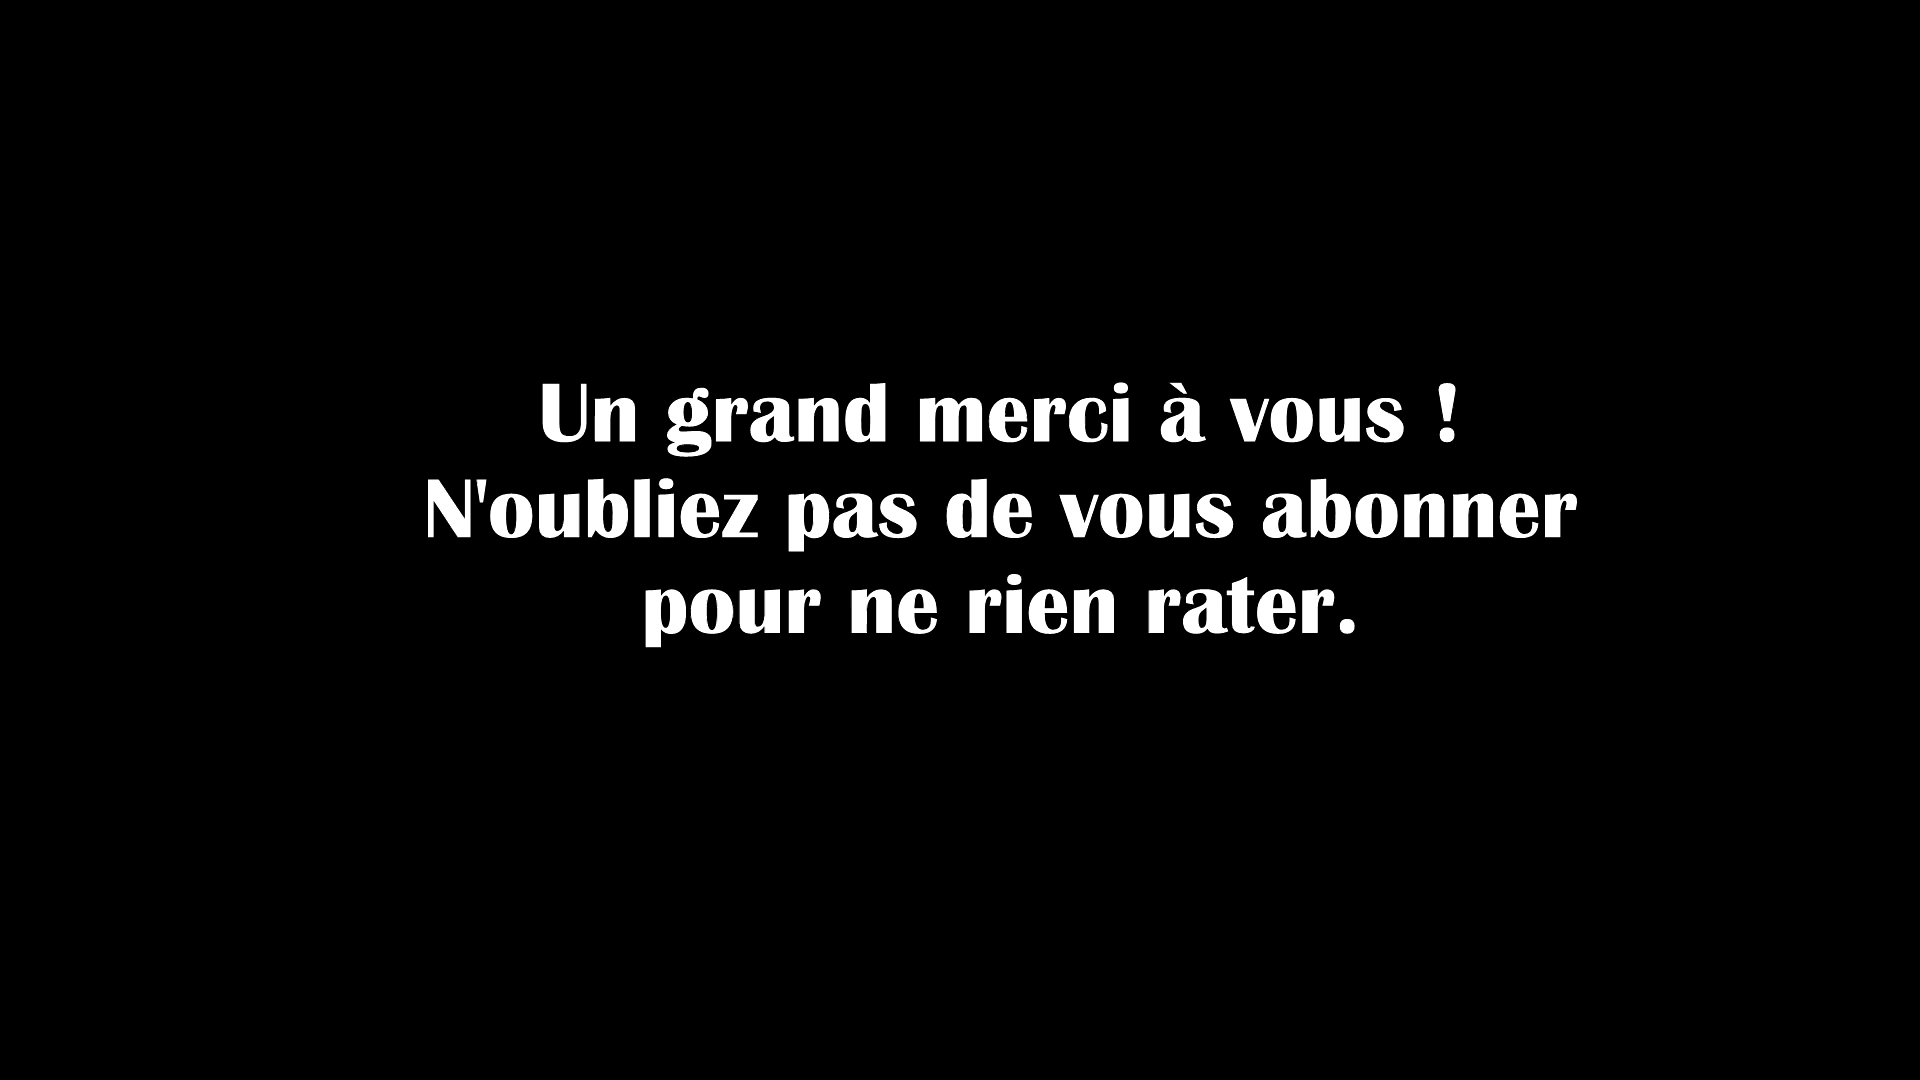 Un grand merci à vous !
N'oubliez pas de vous abonner
pour ne rien rater.